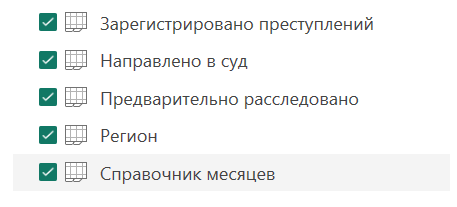 Зарегистрировано преступлений
Направлено в суд
Предварительно расследовано
Регион
Справочник месяцев